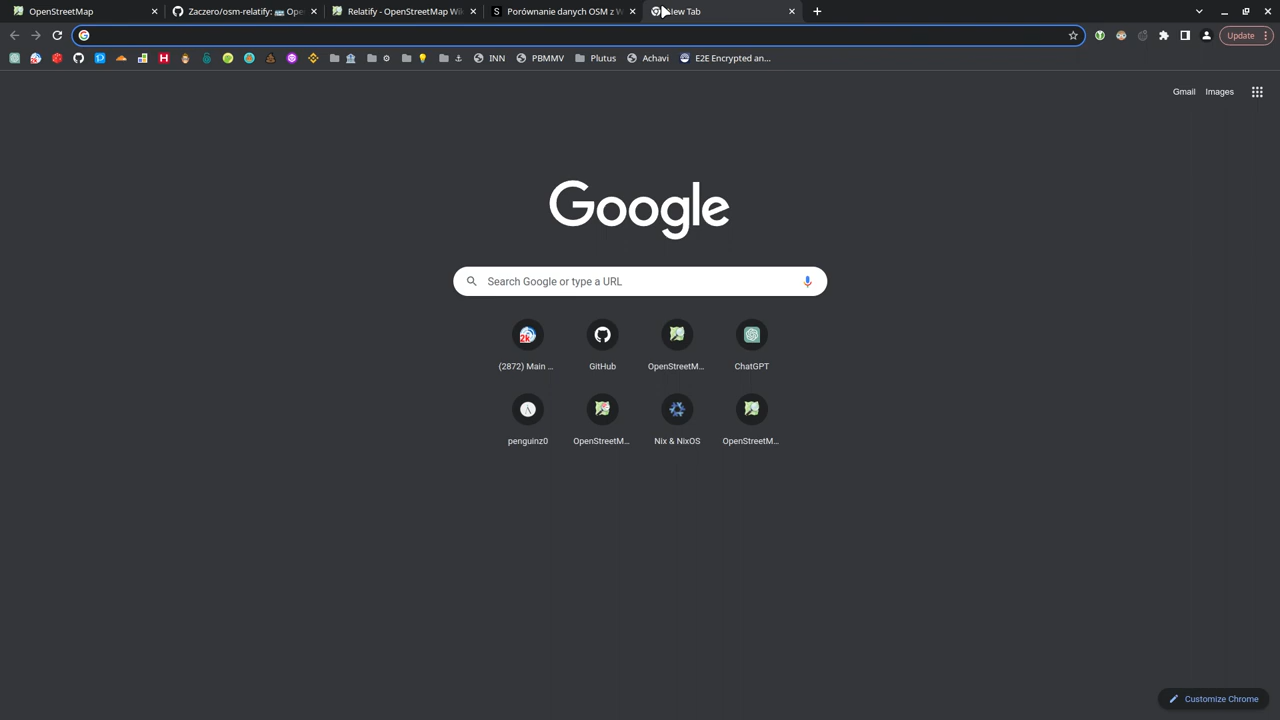 OpenStreetMap
Zaczero/osm-relatify: 🚌 Ope
Relatify - OpenStreetMap Wi
Porównanie danych OSM z W
New Tab
Update
INN
PBMMV
Plutus
Achavi
E2E Encrypted an...
Gmail
Images
Google
Search Google or type a URL
2k
(2872) Main ...
GitHub
OpenStreetM...
ChatGPT
penguinz0
OpenStreetM...
Nix & NixOS
OpenStreetM...
Customize Chrome